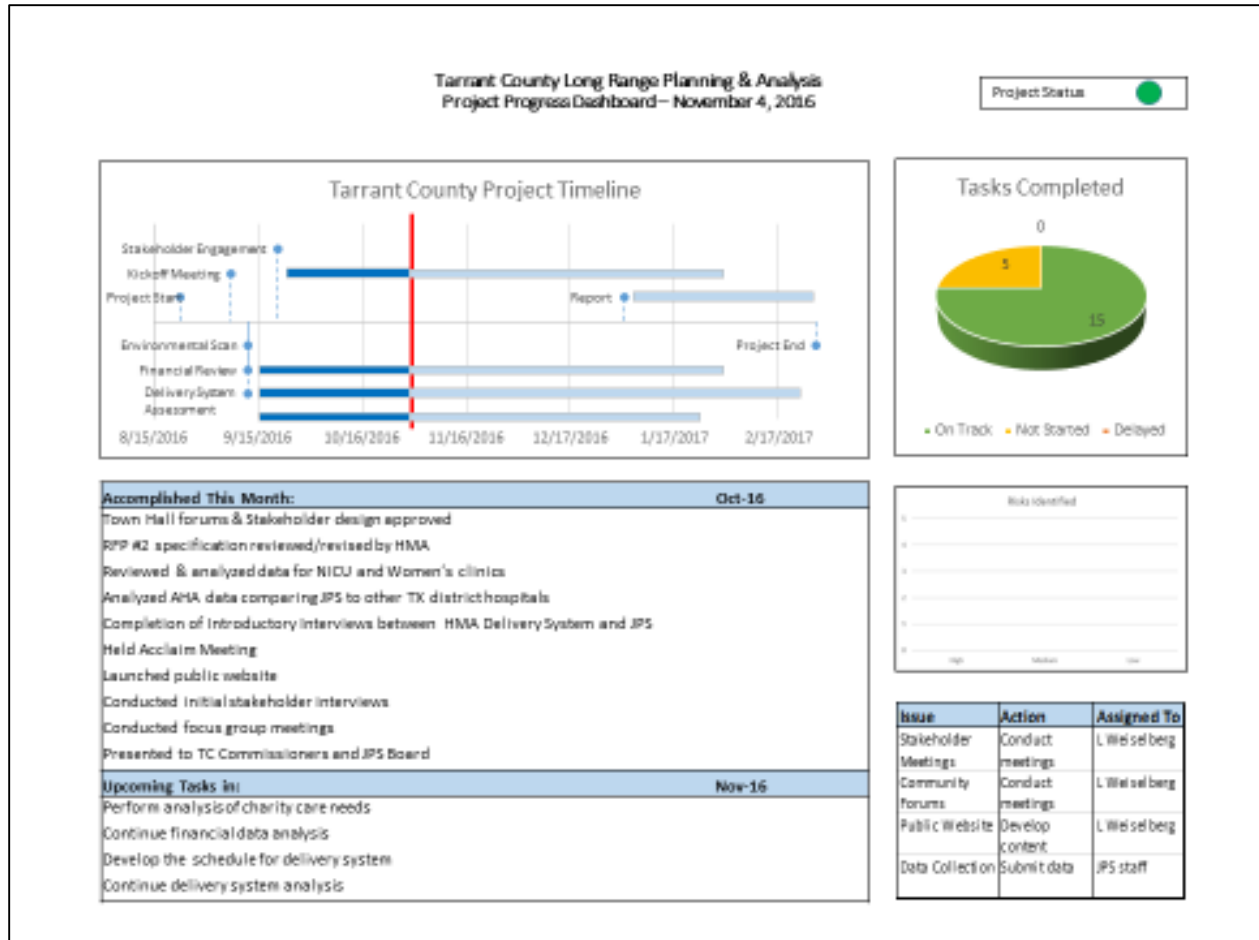 Tarrant County Long Range Planning & Analysis
Project Progress Dashboard – November 4, 2016
Project Status
Tarrant County Project Timeline
Stakeholder Engagement
Kickoff Meeting
Project Start
Report
Environmental Scan
Project End
Financial Review
Delivery System
Assessment
8/15/2016 9/15/2016 10/16/2016 11/16/2016 12/17/2016 1/17/2017 2/17/2017
Tasks Completed
0
5
15
On Track Not Started Delayed
Accomplished This Month: Oct-16
Town Hall forums & Stakeholder design approved
RFP #2 specification reviewed/revised by HMA
Reviewed & analyzed data for NICU and Women's clinics
Analyzed AHA data comparing JPS to other TX district hospitals
Completion of Introductory Interviews between HMA Delivery System and JPS
Held Acclaim Meeting
Launched public website
Conducted initial stakeholder interviews
Conducted focus group meetings
Presented to TC Commissioners and JPS Board
Upcoming Tasks in: Nov-16
Perform analysis of charity care needs
Continue financial data analysis
Develop the schedule for delivery system
Continue delivery system analysis
Risks Identified
High Medium Low
Issue Action Assigned To
Stakeholder Conduct L Weiselberg
Meetings meetings
Community Conduct L Weiselberg
Forums meetings
Public Website Develop L Weiselberg
content
Data Collection Submit data JPS staff